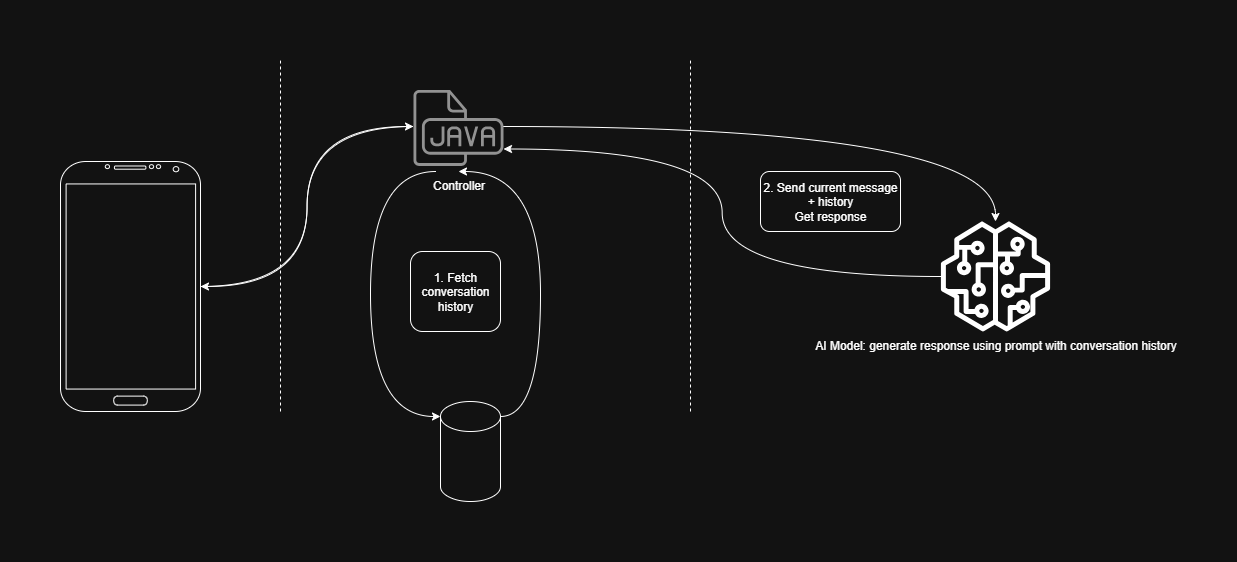 JAVA
Controller
1. Fetch
conversation
history
2. Send current message
+ history
Get response
AI Model: generate response using prompt with conversation history